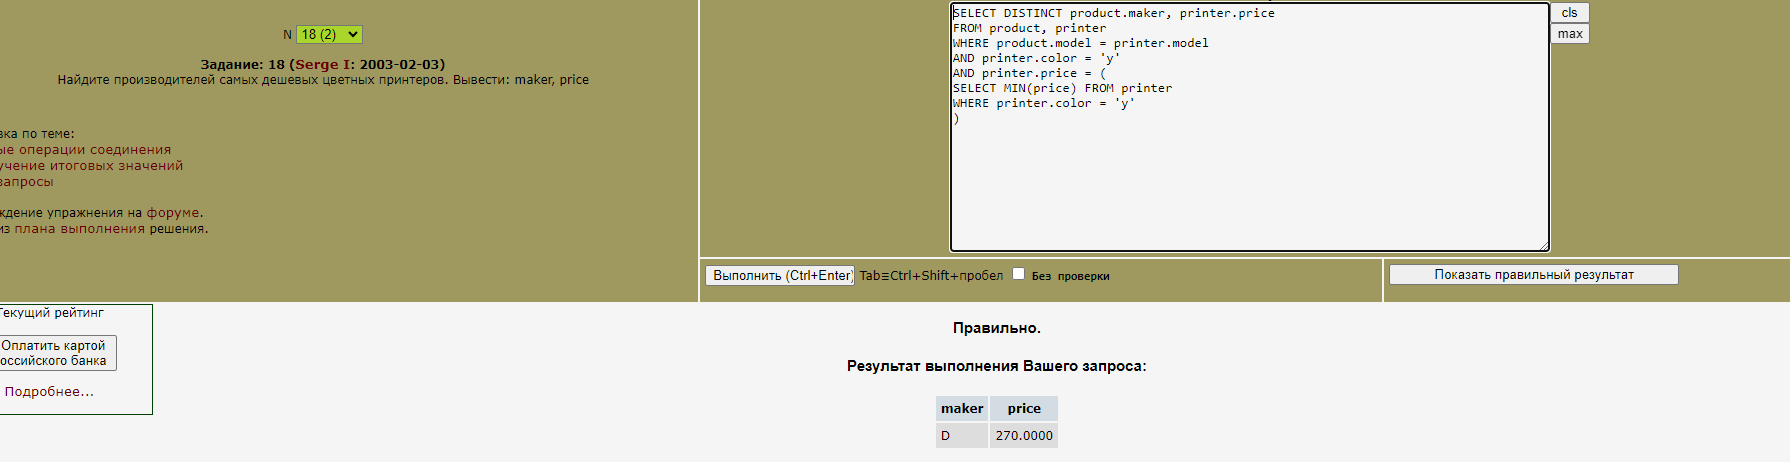 N 18 (2)
Задание: 18 (Serge I: 2003-02-03)
Найдите производителей самых дешевых цветных принтеров. Вывести: maker, price
вка по теме:
ые операции соединения
учение итоговых значений
запросы
ждение упражнения на форуме.
из плана выполнения решения.
SELECT DISTINCT product.maker, printer.price
FROM product, printer
WHERE product.model = printer.model
AND printer.color = 'y'
AND printer.price = (
SELECT MIN(price) FROM printer
WHERE printer.color = 'y'
)
cls
max
Выполнить (Ctrl+Enter) Tab≡Ctrl+Shift+пробел Без проверки
Показать правильный результат
Текущий рейтинг
Оплатить картой
оссийского банка
Подробнее...
Правильно.
Результат выполнения Вашего запроса:
maker price
D 270.0000